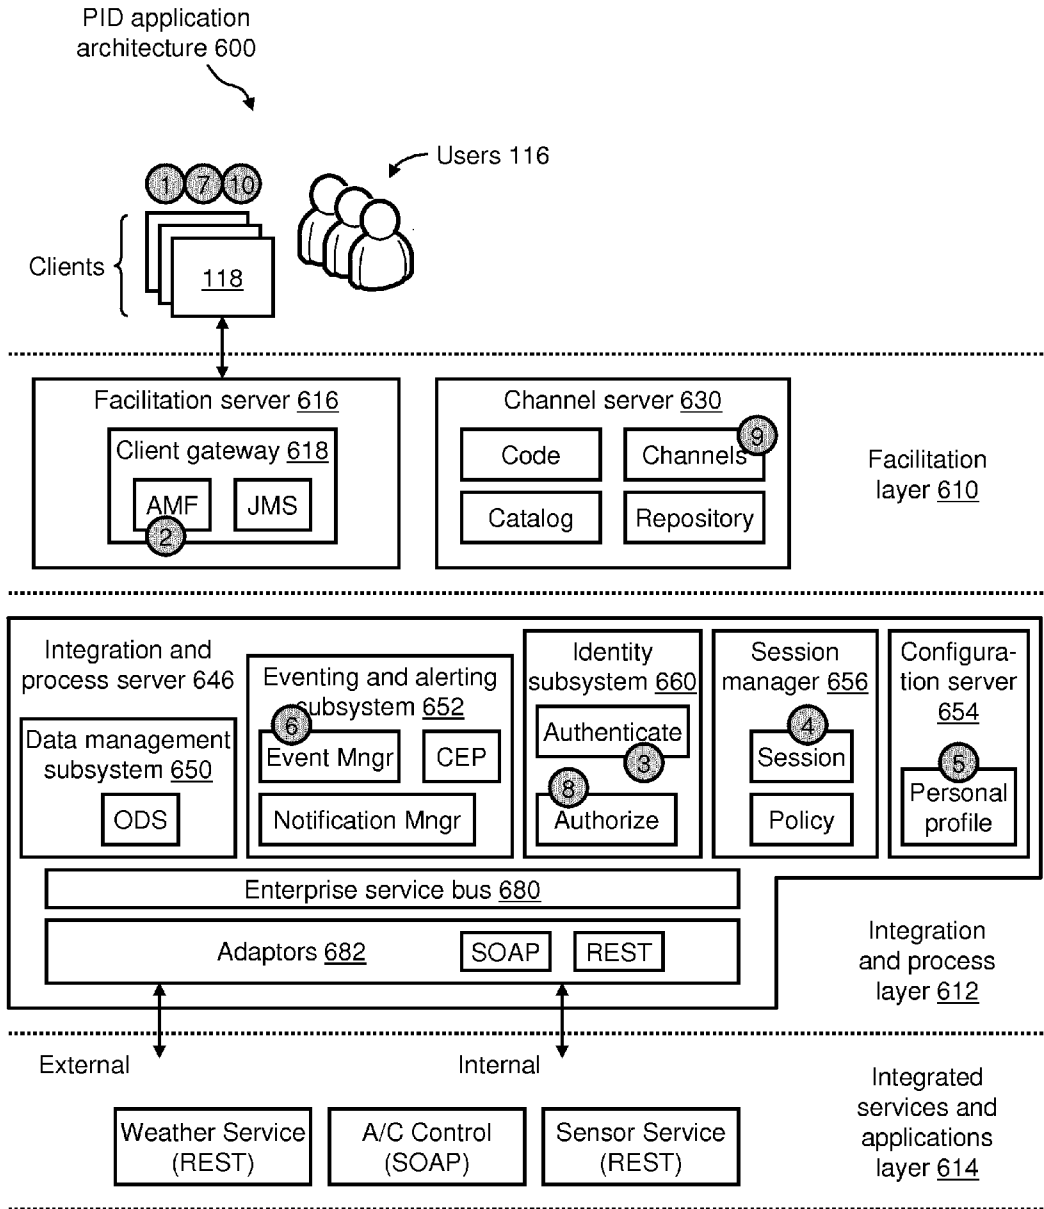 PID application
architecture 600
Users 116
1 7 10
Clients
118
Facilitation server 616
Client gateway 618
AMF
JMS
2
Channel server 630
Code
Channels
9
Catalog
Repository
Facilitation
layer 610
Integration and
process server 646
Data management
subsystem 650
ODS
Eventing and alerting
subsystem 652
6
Event Mngr
CEP
Notification Mngr
Identity
subsystem 660
Authenticate
3
8
Authorize
Session
manager 656
4
Session
Policy
Configura-
tion server
654
5
Personal
profile
Enterprise service bus 680
Adaptors 682
SOAP
REST
Integration
and process
layer 612
External
Internal
Weather Service
(REST)
A/C Control
(SOAP)
Sensor Service
(REST)
Integrated
services and
applications
layer 614